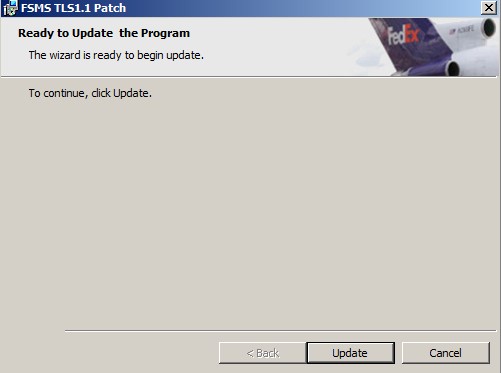 FSMS TLS1.1 Patch
Ready to Update the Program
FedEx
The wizard is ready to begin update.
To continue, click Update.
< Back
Update
Cancel